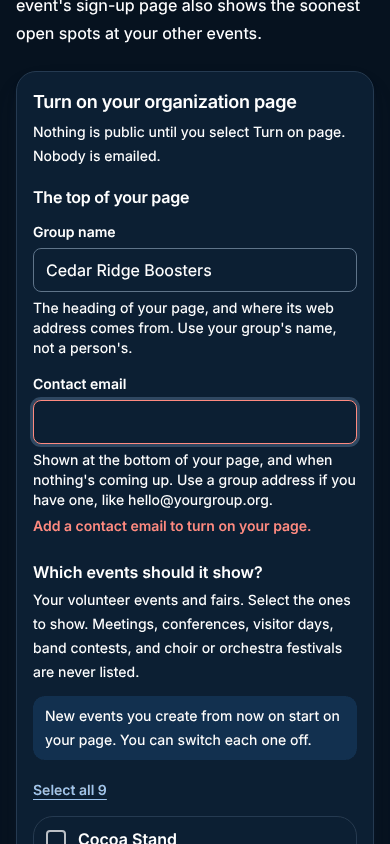 event's sign-up page also shows the soonest
open spots at your other events.
Turn on your organization page
Nothing is public until you select Turn on page.
Nobody is emailed.
The top of your page
Group name
Cedar Ridge Boosters
The heading of your page, and where its web
address comes from. Use your group's name,
not a person's.
Contact email
Shown at the bottom of your page, and when
nothing's coming up. Use a group address if you
have one, like hello@yourgroup.org.
Add a contact email to turn on your page.
Which events should it show?
Your volunteer events and fairs. Select the ones
to show. Meetings, conferences, visitor days,
band contests, and choir or orchestra festivals
are never listed.
New events you create from now on start on
your page. You can switch each one off.
Select all 9
Cocoa Stand